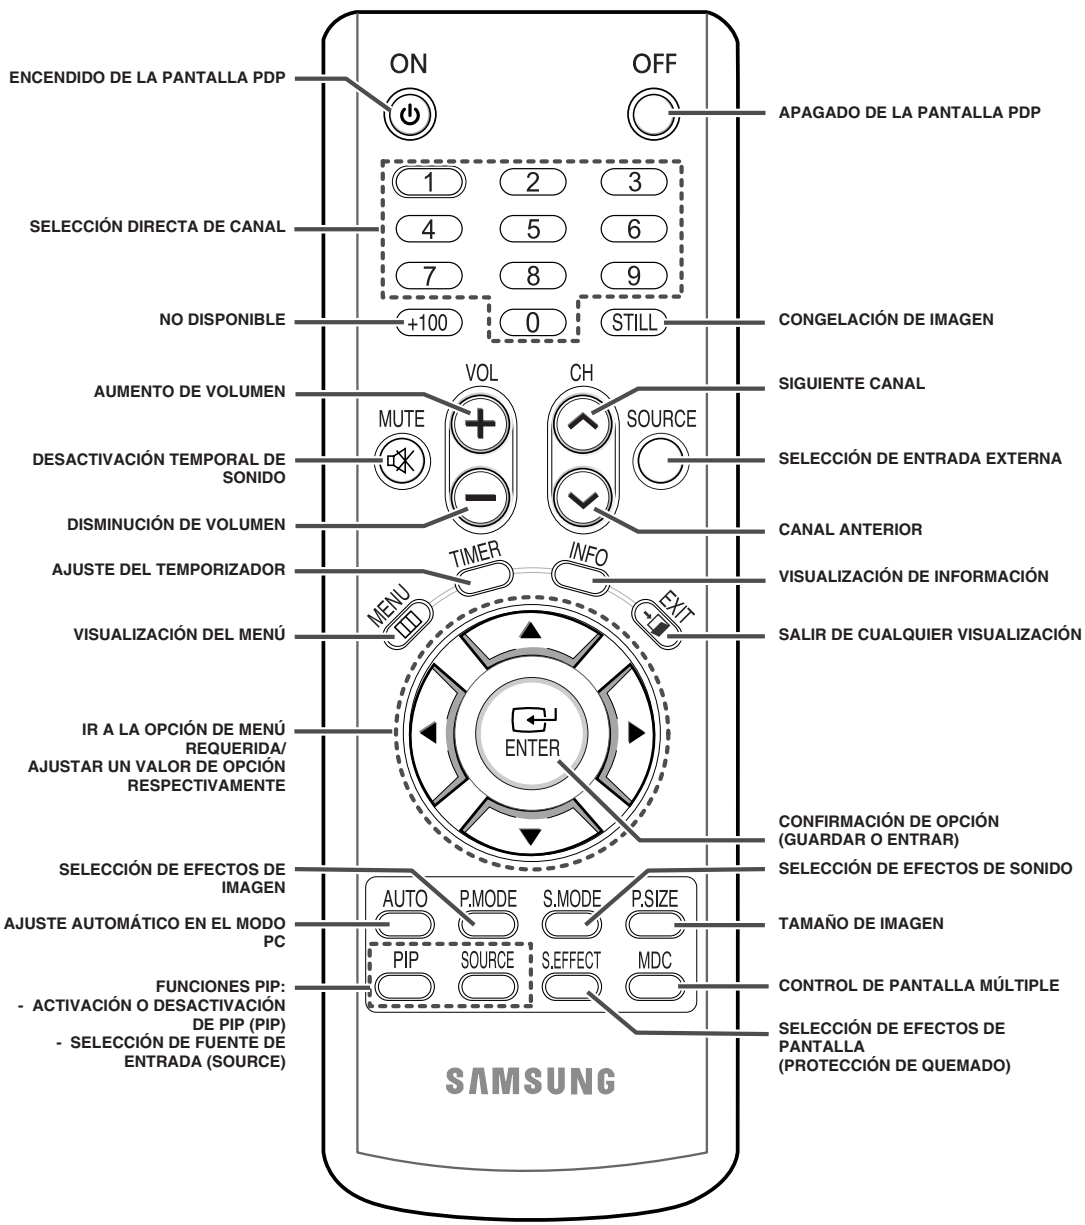 ON
OFF
ENCENDIDO DE LA PANTALLA PDP
APAGADO DE LA PANTALLA PDP
1
2
3
SELECCIÓN DIRECTA DE CANAL
4
5
6
7
8
9
NO DISPONIBLE
+100
0
STILL
CONGELACIÓN DE IMAGEN
VOL
CH
AUMENTO DE VOLUMEN
SIGUIENTE CANAL
MUTE
SOURCE
DESACTIVACIÓN TEMPORAL DE
SONIDO
SELECCIÓN DE ENTRADA EXTERNA
DISMINUCIÓN DE VOLUMEN
CANAL ANTERIOR
TIMER
INFO
AJUSTE DEL TEMPORIZADOR
VISUALIZACIÓN DE INFORMACIÓN
MENU
EXIT
VISUALIZACIÓN DEL MENÚ
SALIR DE CUALQUIER VISUALIZACIÓN
IR A LA OPCIÓN DE MENÚ
REQUERIDA/
AJUSTAR UN VALOR DE OPCIÓN
RESPECTIVAMENTE
ENTER
CONFIRMACIÓN DE OPCIÓN
(GUARDAR O ENTRAR)
SELECCIÓN DE EFECTOS DE
IMAGEN
SELECCIÓN DE EFECTOS DE SONIDO
AUTO
P.MODE
S.MODE
P.SIZE
AJUSTE AUTOMÁTICO EN EL MODO
PC
TAMAÑO DE IMAGEN
PIP
SOURCE
S.EFFECT
MDC
FUNCIONES PIP:
- ACTIVACIÓN O DESACTIVACIÓN
DE PIP (PIP)
- SELECCIÓN DE FUENTE DE
ENTRADA (SOURCE)
CONTROL DE PANTALLA MÚLTIPLE
SELECCIÓN DE EFECTOS DE
PANTALLA
(PROTECCIÓN DE QUEMADO)
SAMSUNG